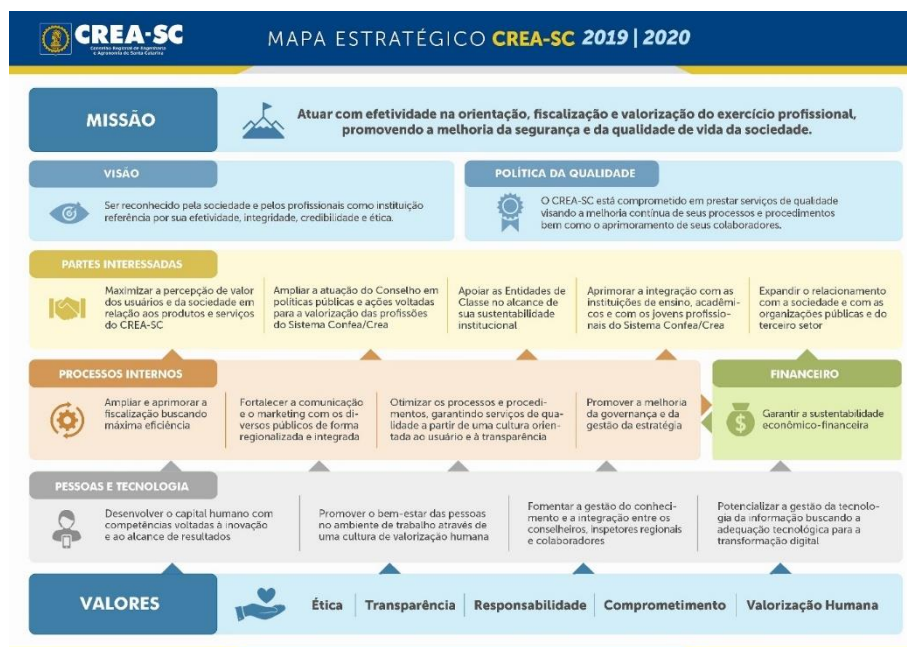 CREA-SC
Conselho Regional de Engenharia
e Agronomia de Santa Catarina
MAPA ESTRATÉGICO CREA-SC 2019 | 2020
MISSÃO
Atuar com efetividade na orientação, fiscalização e valorização do exercício profissional,
promovendo a melhoria da segurança e da qualidade de vida da sociedade.
VISÃO
Ser reconhecido pela sociedade e pelos profissionais como instituição
referência por sua efetividade, integridade, credibilidade e ética.
POLÍTICA DA QUALIDADE
O CREA-SC está comprometido em prestar serviços de qualidade
visando a melhoria contínua de seus processos e procedimentos
bem como o aprimoramento de seus colaboradores.
PARTES INTERESSADAS
Maximizar a percepção de valor
dos usuários e da sociedade em
relação aos produtos e serviços
do CREA-SC
Ampliar a atuação do Conselho em
políticas públicas e ações voltadas
para a valorização das profissões
do Sistema Confea/Crea
Apoiar as Entidades de
Classe no alcance de
sua sustentabilidade
institucional
Aprimorar a integração com as
instituições de ensino, acadêmi-
cos e com os jovens profissio-
nais do Sistema Confea/Crea
Expandir o relacionamento
com a sociedade e com as
organizações públicas e do
terceiro setor
PROCESSOS INTERNOS
Ampliar e aprimorar a
fiscalização buscando
máxima eficiência
Fortalecer a comunicação
e o marketing com os di-
versos públicos de forma
regionalizada e integrada
Otimizar os processos e procedi-
mentos, garantindo serviços de qua-
lidade a partir de uma cultura orien-
tada ao usuário e à transparência
Promover a melhoria
da governança e da
gestão da estratégia
FINANCEIRO
Garantir a sustentabilidade
econômico-financeira
PESSOAS E TECNOLOGIA
Desenvolver o capital humano com
competências voltadas à inovação
e ao alcance de resultados
Promover o bem-estar das pessoas
no ambiente de trabalho através de
uma cultura de valorização humana
Fomentar a gestão do conheci-
mento e a integração entre os
conselheiros, inspetores regionais
e colaboradores
Potencializar a gestão da tecnolo-
gia da informação buscando a
adequação tecnológica para a
transformação digital
VALORES
Ética
Transparência
Responsabilidade
Comprometimento
Valorização Humana